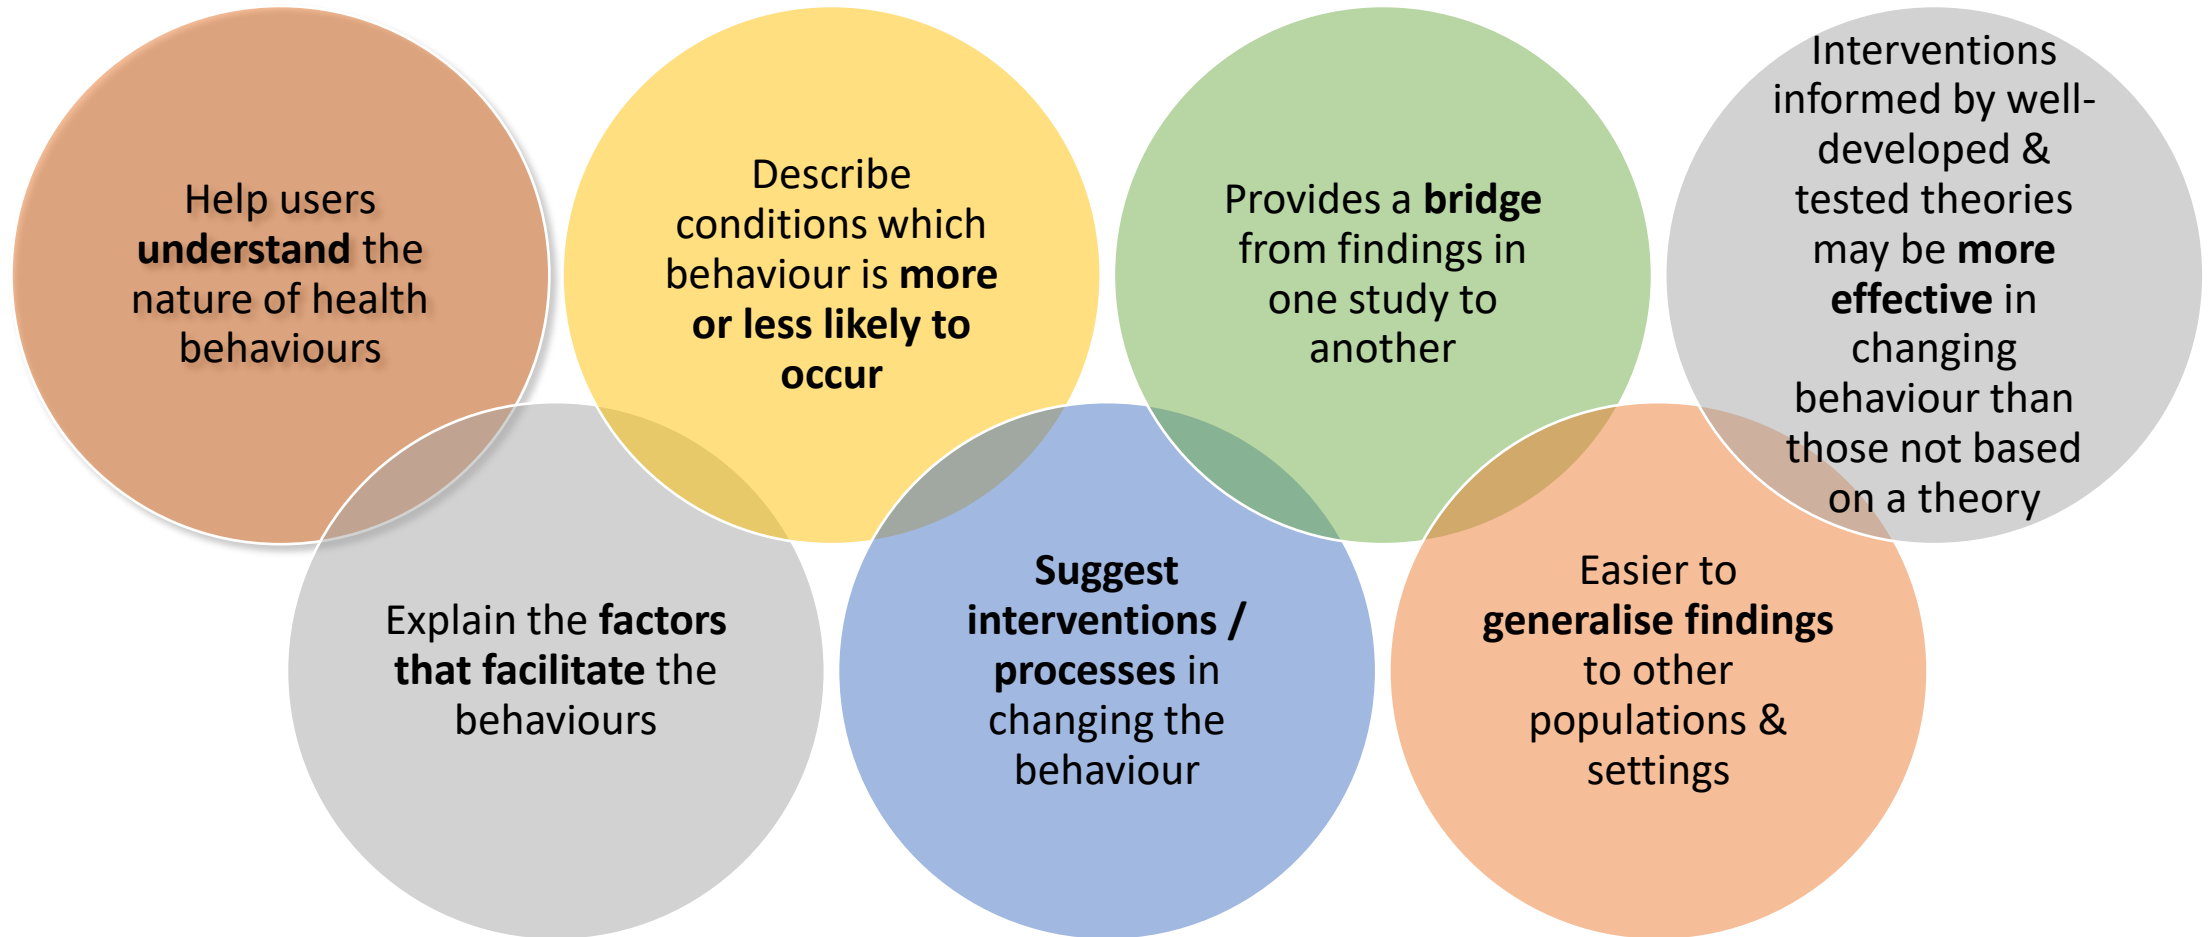 Help users
understand the
nature of health
behaviours
Explain the factors
that facilitate the
behaviours
Describe
conditions which
behaviour is more
or less likely to
occur
Suggest
interventions /
processes in
changing the
behaviour
Provides a bridge
from findings in
one study to
another
Easier to
generalise findings
to other
populations &
settings
Interventions
informed by well-
developed &
tested theories
may be more
effective in
changing
behaviour than
those not based
on a theory